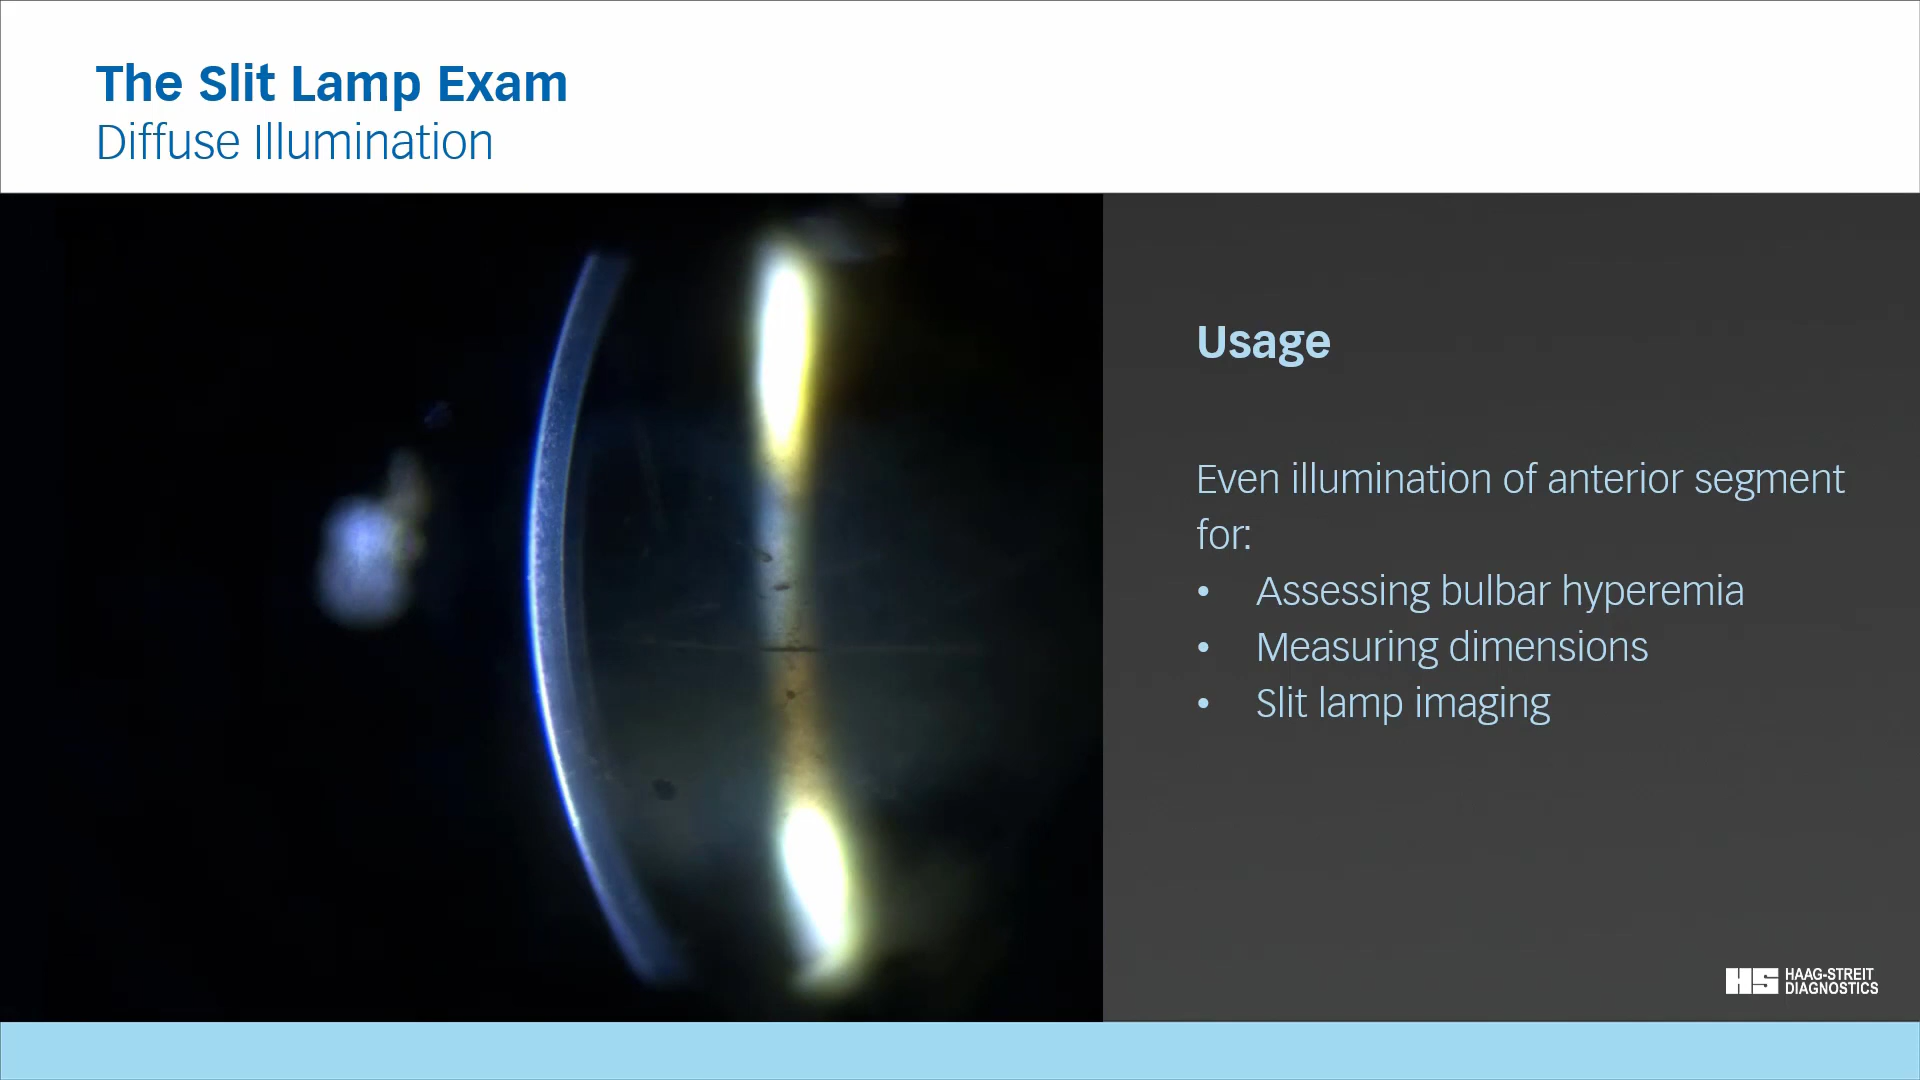 The Slit Lamp Exam
Diffuse Illumination
Usage
Even illumination of anterior segment
for:
• Assessing bulbar hyperemia
• Measuring dimensions
• Slit lamp imaging
HS HAAG-STREIT
DIAGNOSTICS